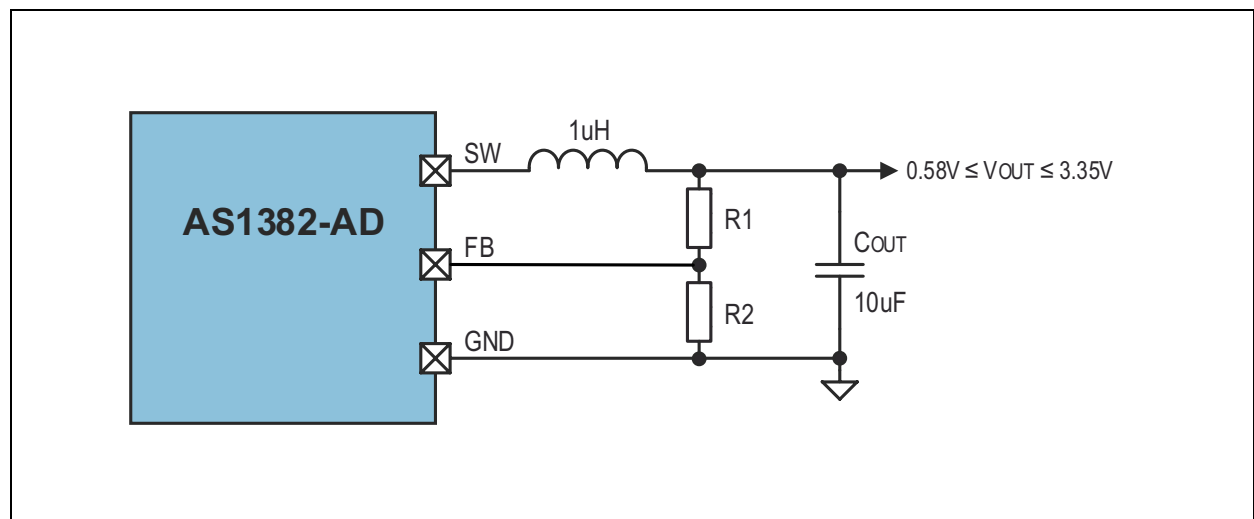 1uH
SW
0.58V ≤ VOUT ≤ 3.35V
R1
AS1382-AD
FB
COUT
10uF
R2
GND